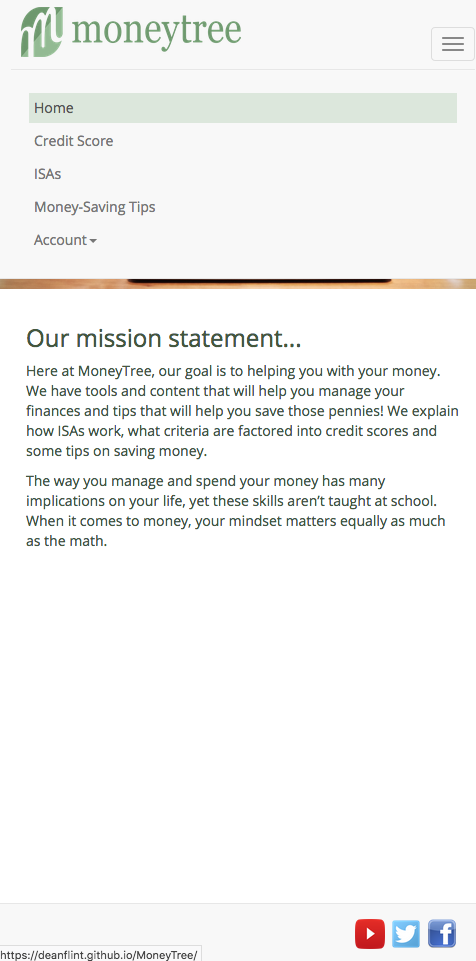 moneytree
Home
Credit Score
ISAs
Money-Saving Tips
Account
Our mission statement...
Here at MoneyTree, our goal is to helping you with your money.
We have tools and content that will help you manage your
finances and tips that will help you save those pennies! We explain
how ISAs work, what criteria are factored into credit scores and
some tips on saving money.
The way you manage and spend your money has many
implications on your life, yet these skills aren’t taught at school.
When it comes to money, your mindset matters equally as much
as the math.
https://deanflint.github.io/MoneyTree/